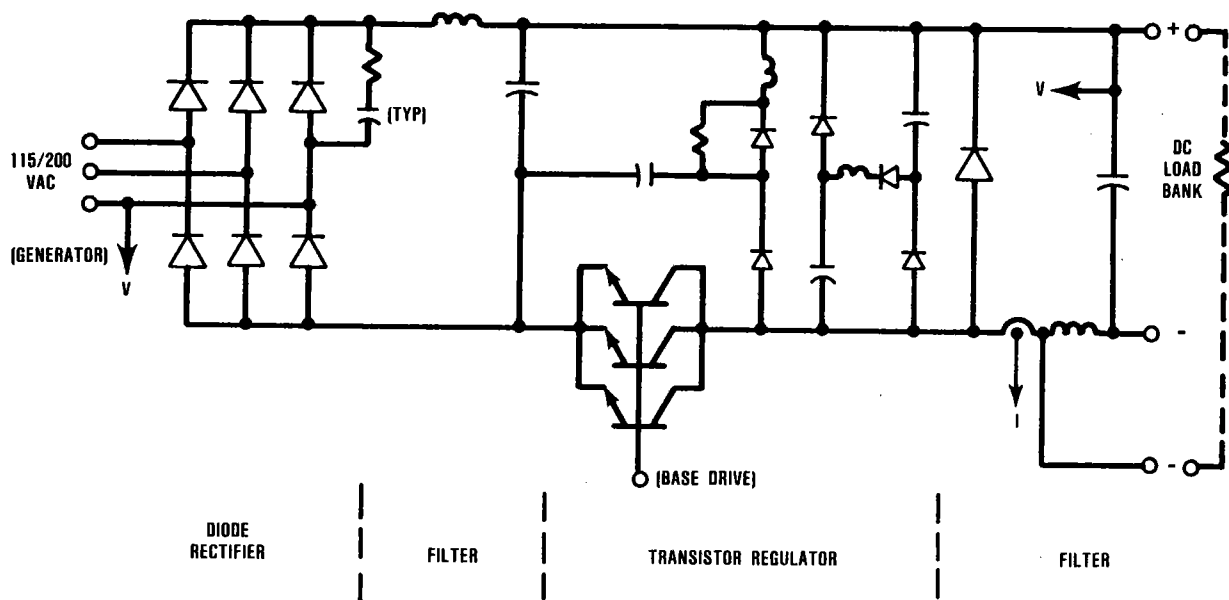 +
(TYP)
V
115/200
VAC
DC
LOAD
BANK
(GENERATOR)
V
-
I
-
(BASE DRIVE)
DIODE
RECTIFIER
FILTER
TRANSISTOR REGULATOR
FILTER